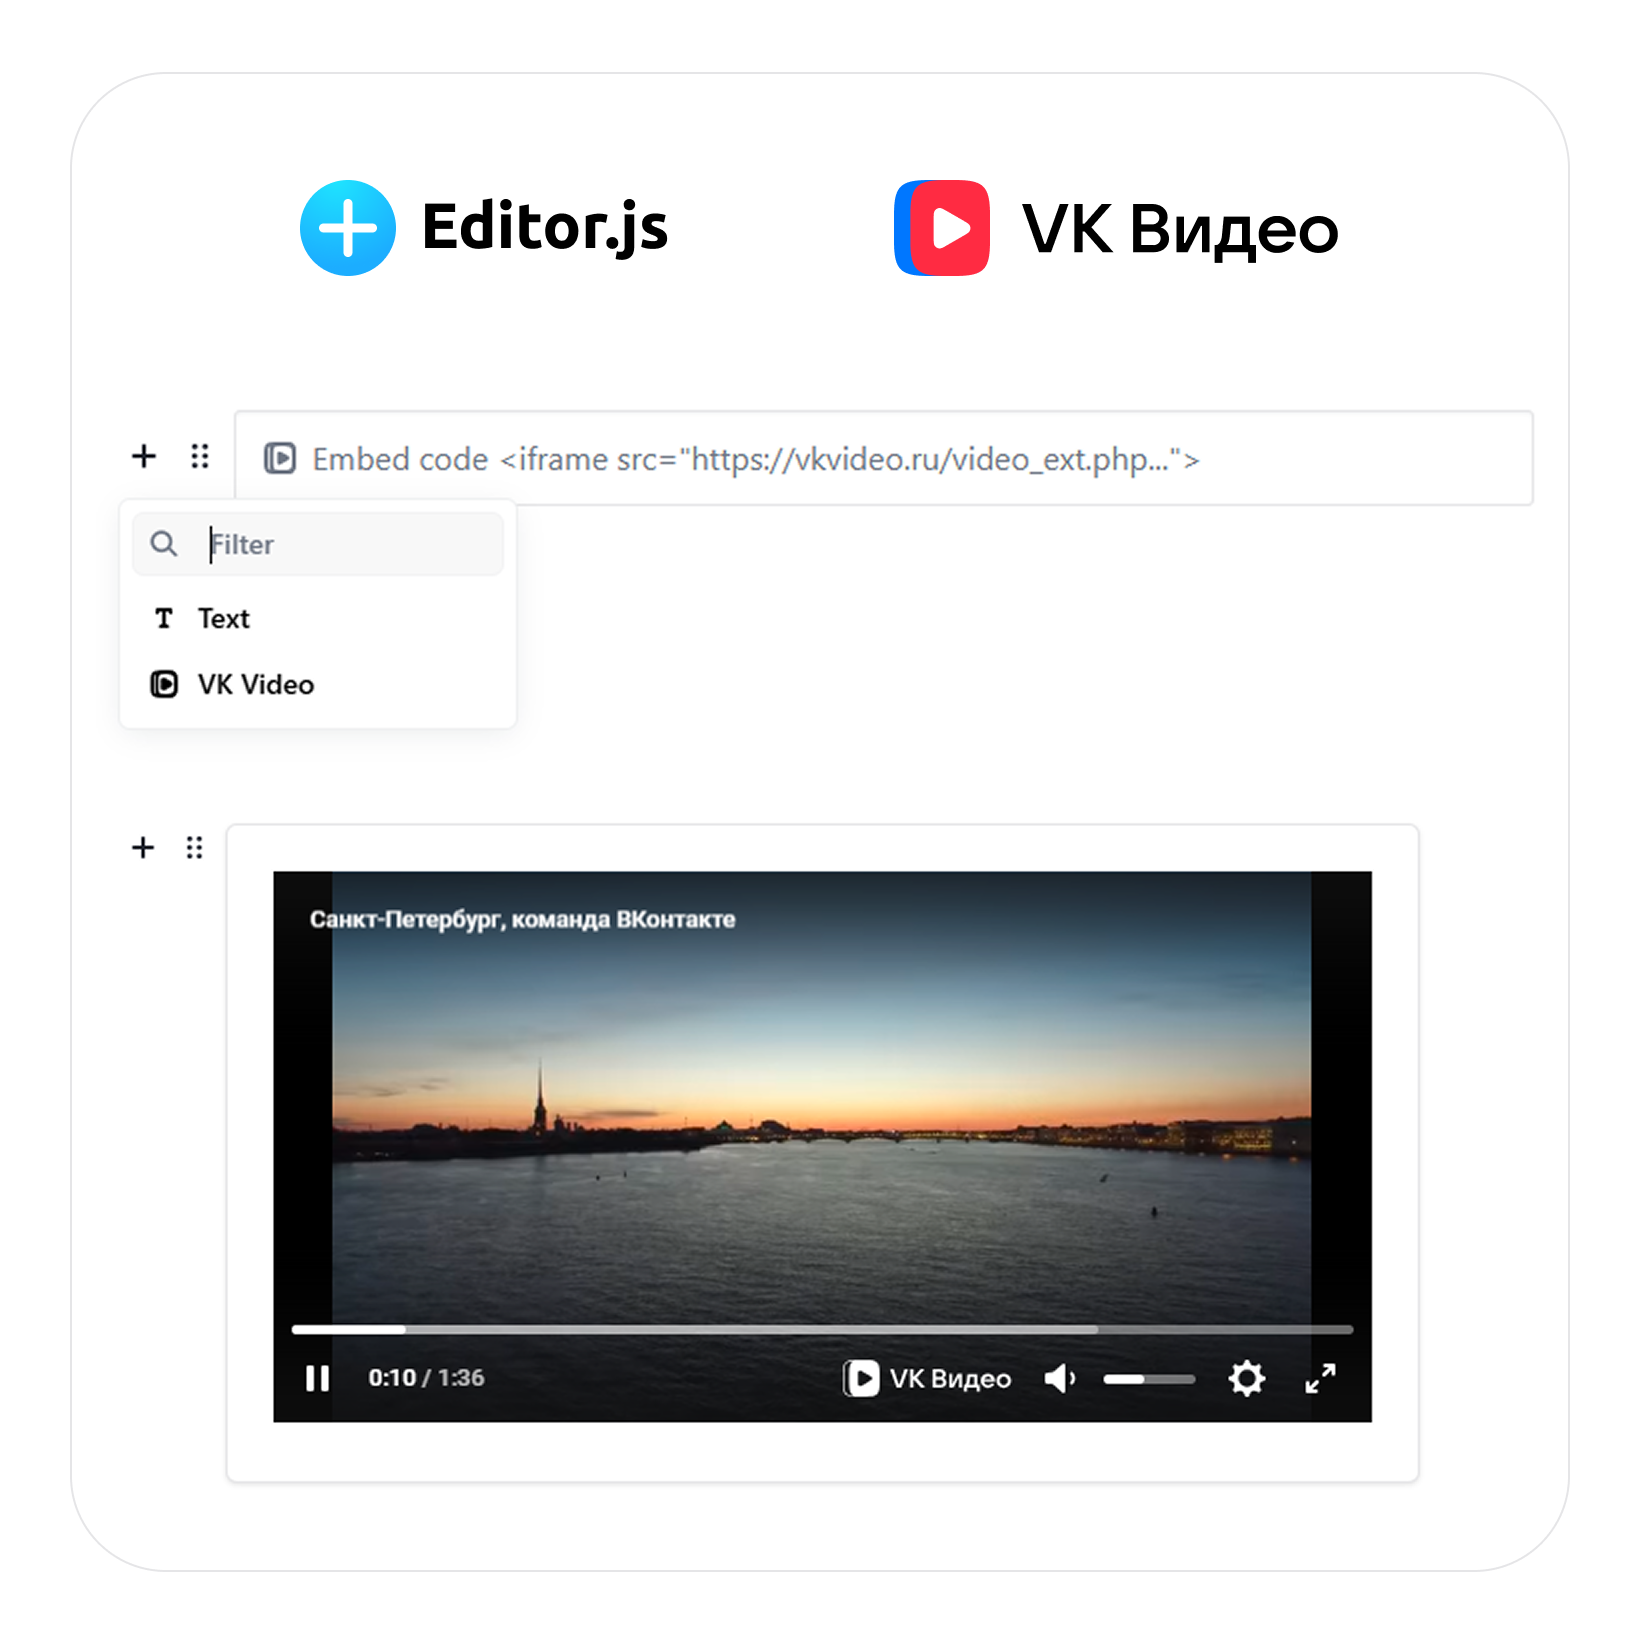 Editor.js
VK Видео
Embed code <iframe src="https://vkvideo.ru/video_ext.php...">
Filter
Text
VK Video
Санкт-Петербург, команда ВКонтакте
0:10 / 1:36
VK Видео